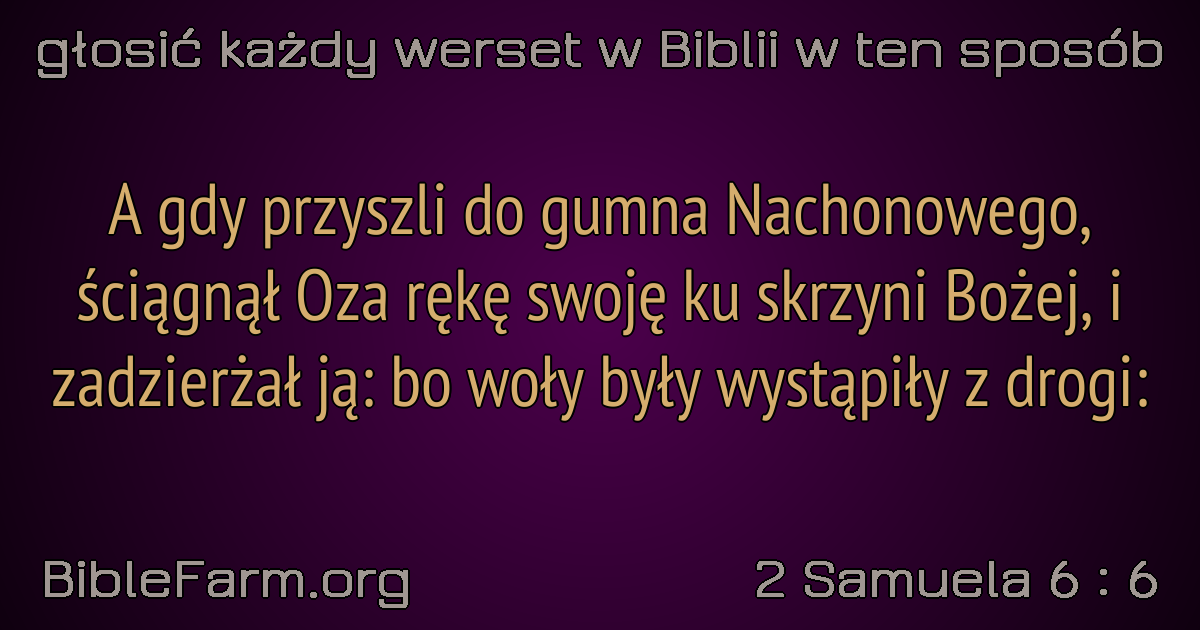 głosić każdy werset w Biblii w ten sposób
A gdy przyszli do gumna Nachonowego,
ściągnął Oza rękę swoję ku skrzyni Bożej, i
zadzierżał ją: bo woły były wystąpiły z drogi:
BibleFarm.org
2 Samuela 6 : 6